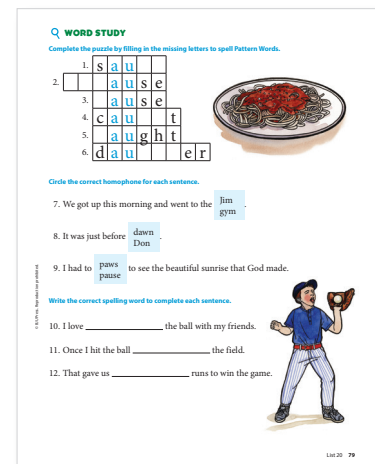 WORD STUDY
Complete the puzzle by filling in the missing letters to spell Pattern Words.
1. s a u
2. a u s e
3. a u s e
4. c a u t
5. a u g h t
6. d a u e r
Circle the correct homophone for each sentence.
7. We got up this morning and went to the Jim gym .
8. It was just before dawn Don .
9. I had to paws pause to see the beautiful sunrise that God made.
Write the correct spelling word to complete each sentence.
10. I love ______________ the ball with my friends.
11. Once I hit the ball ______________ the field.
12. That gave us ______________ runs to win the game.
List 20 79